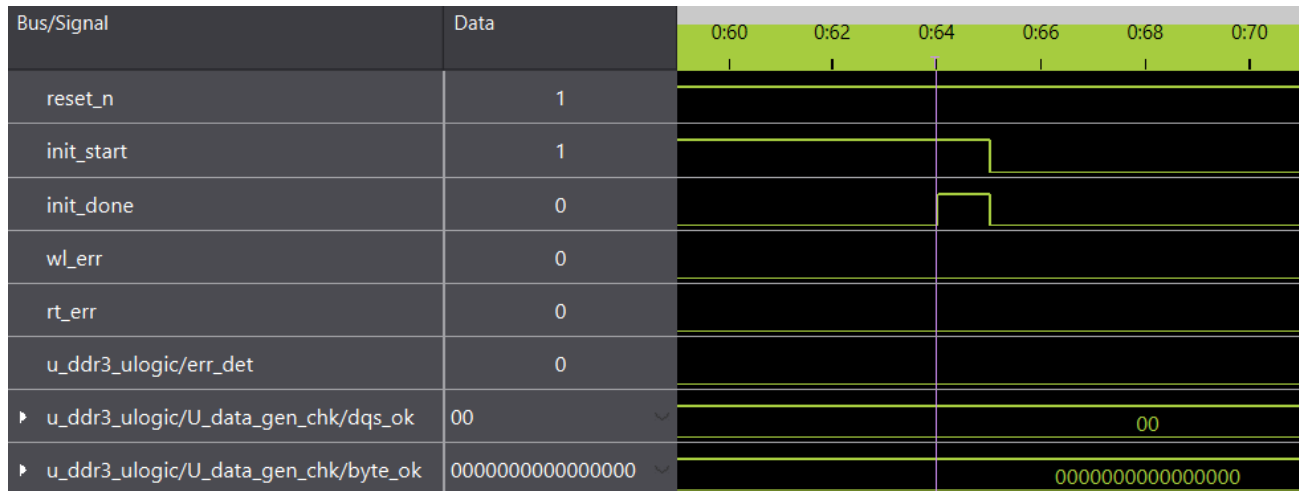 Bus/Signal Data 0:60 0:62 0:64 0:66 0:68 0:70
reset_n 1
init_start 1
init_done 0
wl_err 0
rt_err 0
u_ddr3_ulogic/err_det 0
u_ddr3_ulogic/U_data_gen_chk/dqs_ok 00 00
u_ddr3_ulogic/U_data_gen_chk/byte_ok 0000000000000000 0000000000000000